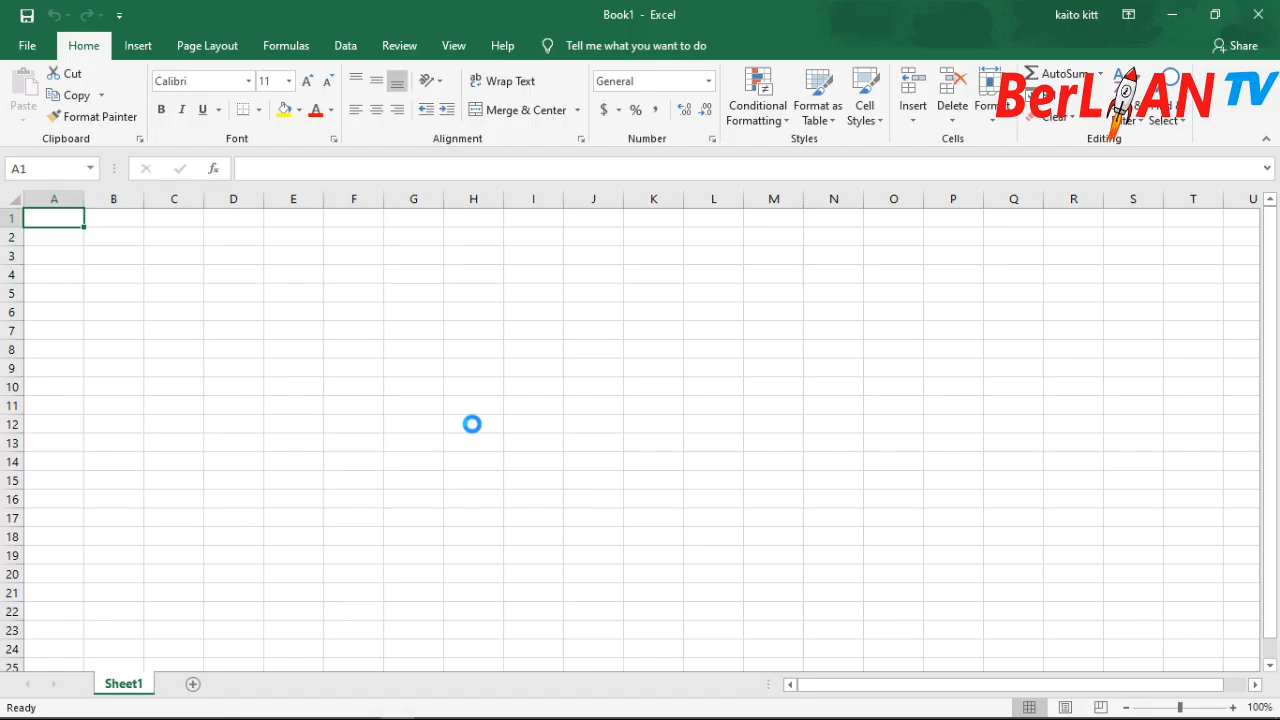 Book1 - Excel
kaito kitt
File Home Insert Page Layout Formulas Data Review View Help Tell me what you want to do Share
Paste
Cut
Copy
Format Painter
Clipboard
Calibri 11
B I U A
Font
Wrap Text
Merge & Center
Alignment
General
$ %
Number
Conditional Formatting
Format as Table
Cell Styles
Styles
Insert Delete Format
Cells
AutoSum
Clear
Select
Editing
BerLIAN TV
A1 fx
A B C D E F G H I J K L M N O P Q R S T U
1
2
3
4
5
6
7
8
9
10
11
12
13
14
15
16
17
18
19
20
21
22
23
24
25
Sheet1
Ready 100%